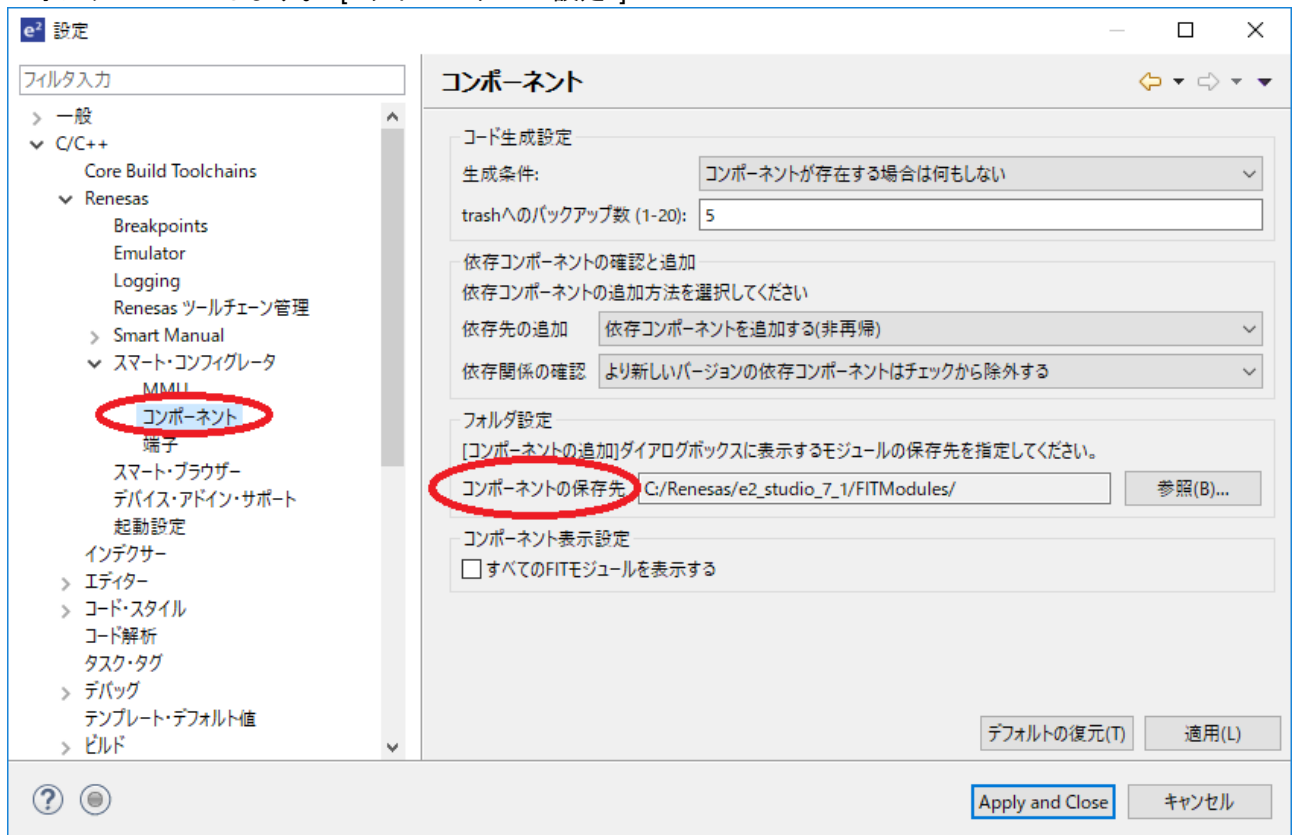 e² 設定
フィルタ入力
一般
C/C++
Core Build Toolchains
Renesas
Breakpoints
Emulator
Logging
Renesas ツールチェーン管理
Smart Manual
スマート・コンフィグレータ
MMU
コンポーネント
端子
スマート・ブラウザー
デバイス・アドイン・サポート
起動設定
インデクサー
エディター
コード・スタイル
コード解析
タスク・タグ
デバッグ
テンプレート・デフォルト値
ビルド
コンポーネント
コード生成設定
生成条件: コンポーネントが存在する場合は何もしない
trashへのバックアップ数 (1-20): 5
依存コンポーネントの確認と追加
依存コンポーネントの追加方法を選択してください
依存先の追加 依存コンポーネントを追加する(非再帰)
依存関係の確認 より新しいバージョンの依存コンポーネントはチェックから除外する
フォルダ設定
[コンポーネントの追加]ダイアログボックスに表示するモジュールの保存先を指定してください。
コンポーネントの保存先 C:/Renesas/e2_studio_7_1/FITModules/ 参照(B)...
コンポーネント表示設定
すべてのFITモジュールを表示する
デフォルトの復元(T) 適用(L)
Apply and Close キャンセル